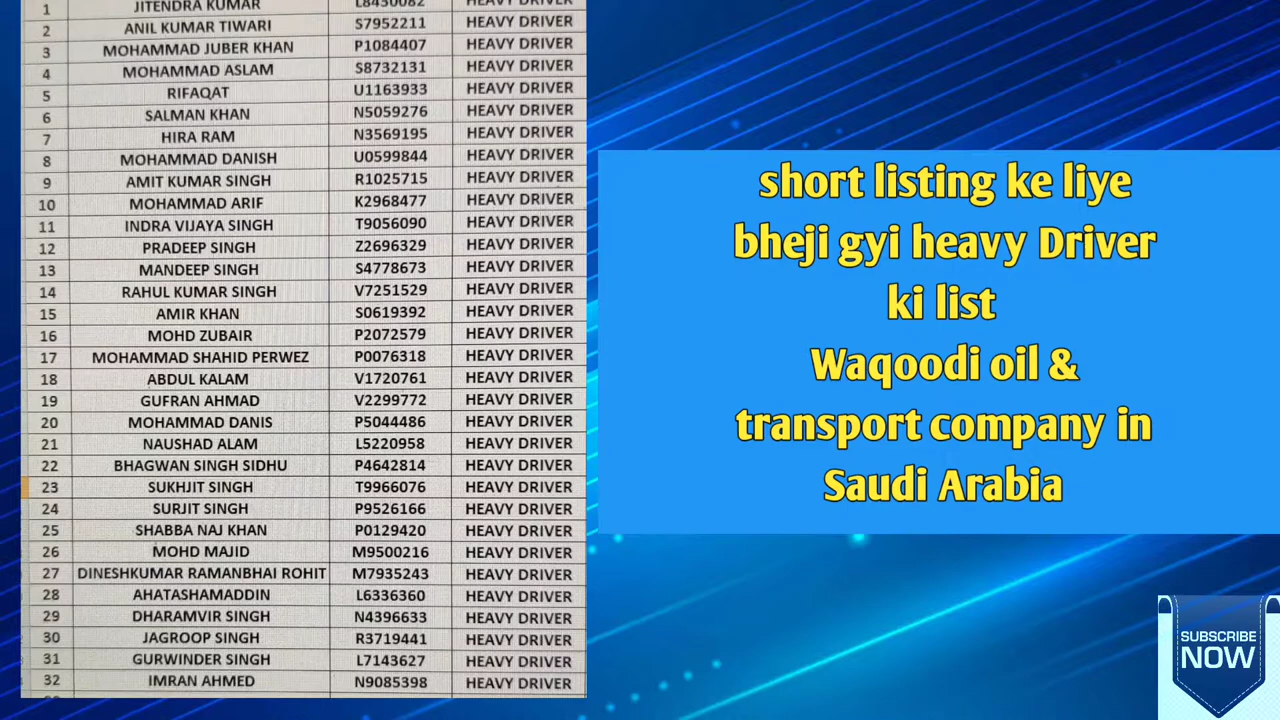 1 JITENDRA KUMAR L8430082 HEAVY DRIVER
2 ANIL KUMAR TIWARI S7952211 HEAVY DRIVER
3 MOHAMMAD JUBER KHAN P1084407 HEAVY DRIVER
4 MOHAMMAD ASLAM S8732131 HEAVY DRIVER
5 RIFAQAT U1163933 HEAVY DRIVER
6 SALMAN KHAN N5059276 HEAVY DRIVER
7 HIRA RAM N3569195 HEAVY DRIVER
8 MOHAMMAD DANISH U0599844 HEAVY DRIVER
9 AMIT KUMAR SINGH R1025715 HEAVY DRIVER
10 MOHAMMAD ARIF K2968477 HEAVY DRIVER
11 INDRA VIJAYA SINGH T9056090 HEAVY DRIVER
12 PRADEEP SINGH Z2696329 HEAVY DRIVER
13 MANDEEP SINGH S4778673 HEAVY DRIVER
14 RAHUL KUMAR SINGH V7251529 HEAVY DRIVER
15 AMIR KHAN S0619392 HEAVY DRIVER
16 MOHD ZUBAIR P2072579 HEAVY DRIVER
17 MOHAMMAD SHAHID PERWEZ P0076318 HEAVY DRIVER
18 ABDUL KALAM V1720761 HEAVY DRIVER
19 GUFRAN AHMAD V2299772 HEAVY DRIVER
20 MOHAMMAD DANIS P5044486 HEAVY DRIVER
21 NAUSHAD ALAM L5220958 HEAVY DRIVER
22 BHAGWAN SINGH SIDHU P4642814 HEAVY DRIVER
23 SUKHJIT SINGH T9966076 HEAVY DRIVER
24 SURJIT SINGH P9526166 HEAVY DRIVER
25 SHABBA NAJ KHAN P0129420 HEAVY DRIVER
26 MOHD MAJID M9500216 HEAVY DRIVER
27 DINESHKUMAR RAMANBHAI ROHIT M7935243 HEAVY DRIVER
28 AHATASHAMADDIN L6336360 HEAVY DRIVER
29 DHARAMVIR SINGH N4396633 HEAVY DRIVER
30 JAGROOP SINGH R3719441 HEAVY DRIVER
31 GURWINDER SINGH L7143627 HEAVY DRIVER
32 IMRAN AHMED N9085398 HEAVY DRIVER
short listing ke liye
bheji gyi heavy Driver
ki list
Waqoodi oil &
transport company in
Saudi Arabia
SUBSCRIBE
NOW